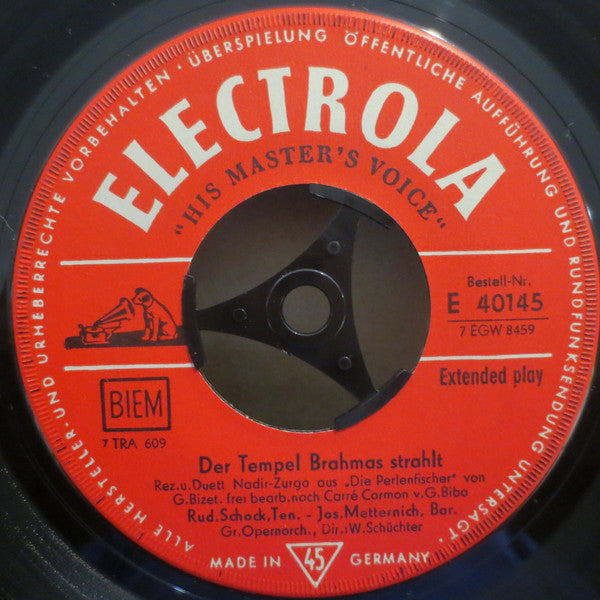 ALLE HERSTELLER- UND URHEBERRECHTE VORBEHALTEN · ÜBERSPIELUNG ÖFFENTLICHE AUFFÜHRUNG UND RUNDFUNKSENDUNG UNTERSAGT ·
ELECTROLA
"HIS MASTER'S VOICE"
Bestell-Nr.
E 40145
7 EGW 8459
BIEM
Extended play
7 TRA 609
Der Tempel Brahmas strahlt
Rez.u.Duett Nadir-Zurga aus „Die Perlenfischer" von
G.Bizet. frei bearb.nach Carré Cormon v.G.Bibo
Rud.Schock,Ten. - Jos.Metternich, Bar.
Gr.Opernorch., Dir.:W.Schüchter
MADE IN 45 GERMANY